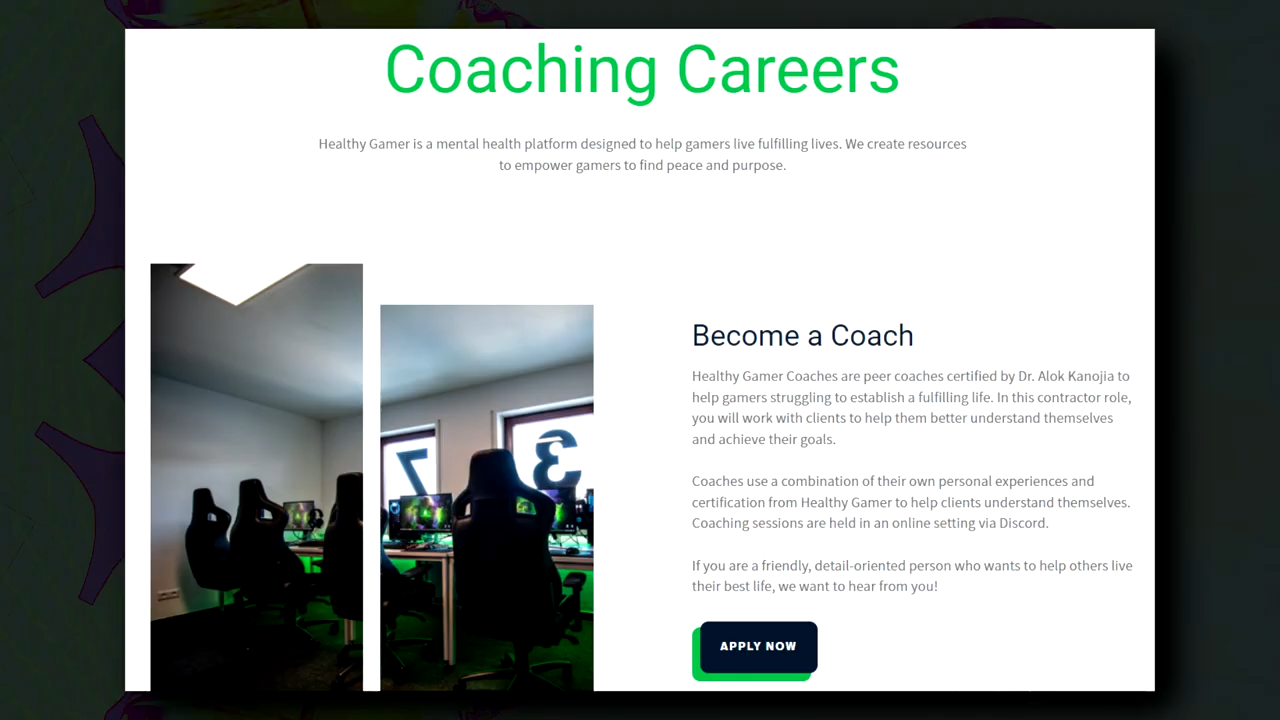 Coaching Careers
Healthy Gamer is a mental health platform designed to help gamers live fulfilling lives. We create resources
to empower gamers to find peace and purpose.
7
3
Become a Coach
Healthy Gamer Coaches are peer coaches certified by Dr. Alok Kanojia to
help gamers struggling to establish a fulfilling life. In this contractor role,
you will work with clients to help them better understand themselves
and achieve their goals.
Coaches use a combination of their own personal experiences and
certification from Healthy Gamer to help clients understand themselves.
Coaching sessions are held in an online setting via Discord.
If you are a friendly, detail-oriented person who wants to help others live
their best life, we want to hear from you!
APPLY NOW